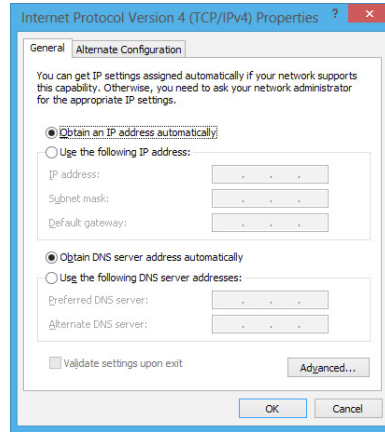 Internet Protocol Version 4 (TCP/IPv4) Properties ? ×
General Alternate Configuration
You can get IP settings assigned automatically if your network supports
this capability. Otherwise, you need to ask your network administrator
for the appropriate IP settings.
Obtain an IP address automatically
Use the following IP address:
IP address:
Subnet mask:
Default gateway:
Obtain DNS server address automatically
Use the following DNS server addresses:
Preferred DNS server:
Alternate DNS server:
Validate settings upon exit
Advanced...
OK Cancel